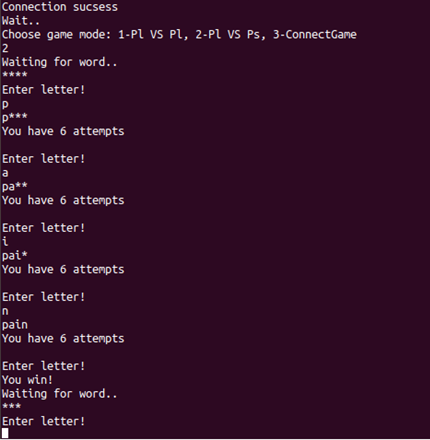 Connection sucsess
Wait..
Choose game mode: 1-Pl VS Pl, 2-Pl VS Ps, 3-ConnectGame
2
Waiting for word..
****
Enter letter!
p
p***
You have 6 attempts
Enter letter!
a
pa**
You have 6 attempts
Enter letter!
i
pai*
You have 6 attempts
Enter letter!
n
pain
You have 6 attempts
Enter letter!
You win!
Waiting for word..
***
Enter letter!